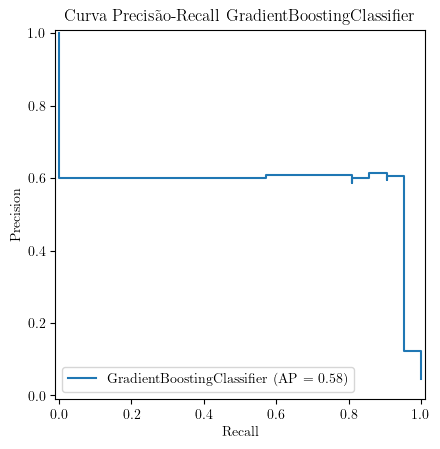 Curva Precisão-Recall GradientBoostingClassifier
1.0
0.8
0.6
0.4
0.2
0.0
Precision
GradientBoostingClassifier (AP = 0.58)
0.0 0.2 0.4 0.6 0.8 1.0
Recall